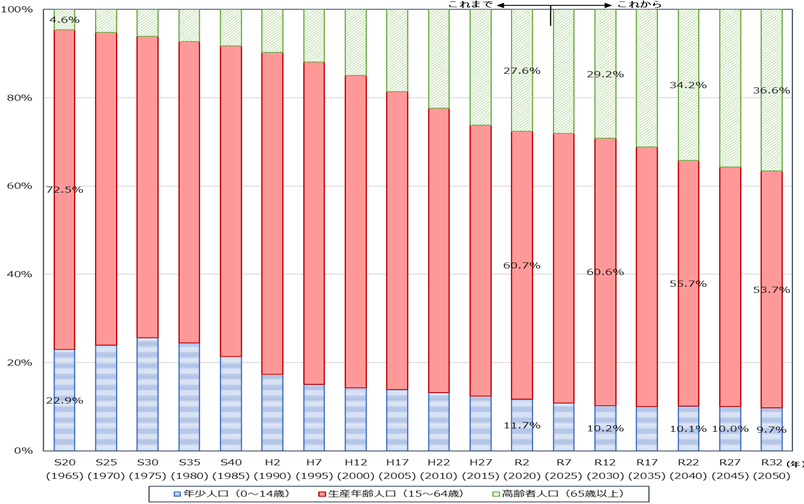 これまで これから
100%
80%
60%
40%
20%
0%
4.6% 27.6% 29.2% 34.2% 36.6%
72.5% 60.7% 60.6% 55.7% 53.7%
22.9% 11.7% 10.2% 10.1% 10.0% 9.7%
S20 S25 S30 S35 S40 H2 H7 H12 H17 H22 H27 R2 R7 R12 R17 R22 R27 R32 (年)
(1965) (1970) (1975) (1980) (1985) (1990) (1995) (2000) (2005) (2010) (2015) (2020) (2025) (2030) (2035) (2040) (2045) (2050)
年少人口（0～14歳） 生産年齢人口（15～64歳） 高齢者人口（65歳以上）